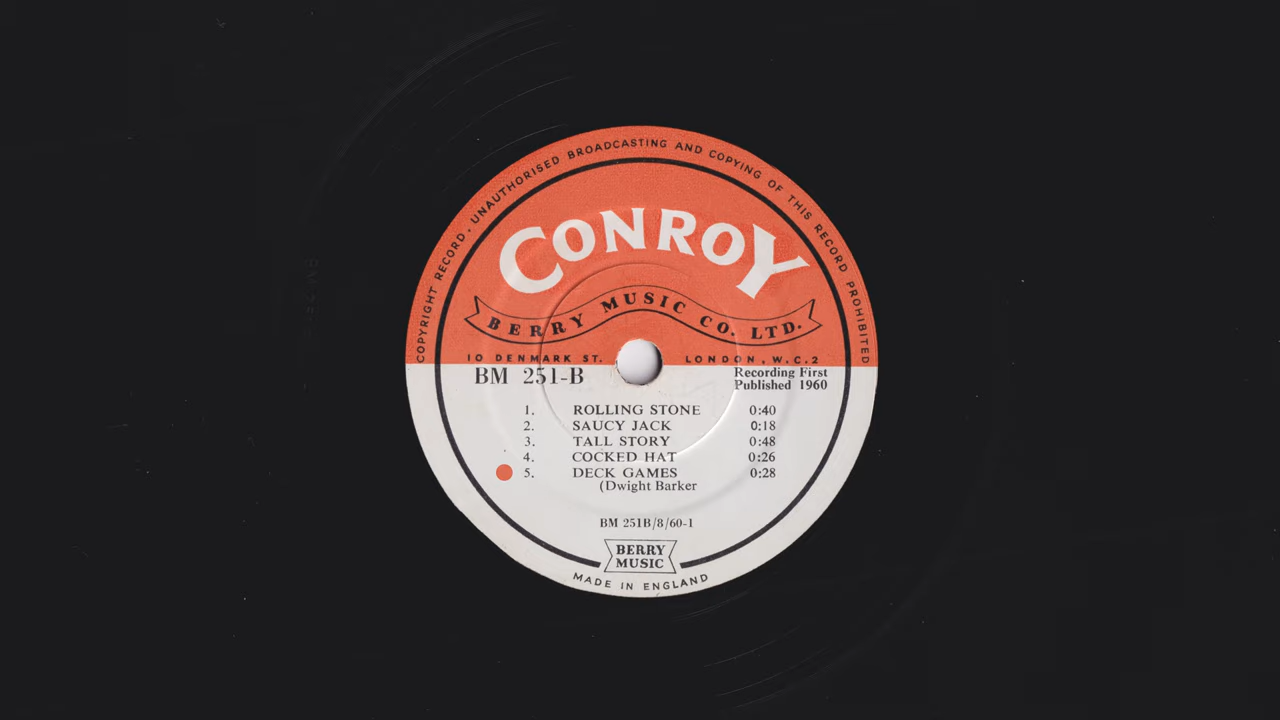 COPYRIGHT RECORD. UNAUTHORISED BROADCASTING AND COPYING OF THIS RECORD PROHIBITED
CONROY
BERRY MUSIC CO. LTD.
10 DENMARK ST. LONDON, W.C.2
BM 251-B
Recording First
Published 1960
1. ROLLING STONE 0:40
2. SAUCY JACK 0:18
3. TALL STORY 0:48
4. COCKED HAT 0:26
5. DECK GAMES 0:28
(Dwight Barker
BM 251B/8/60-1
BERRY
MUSIC
MADE IN ENGLAND